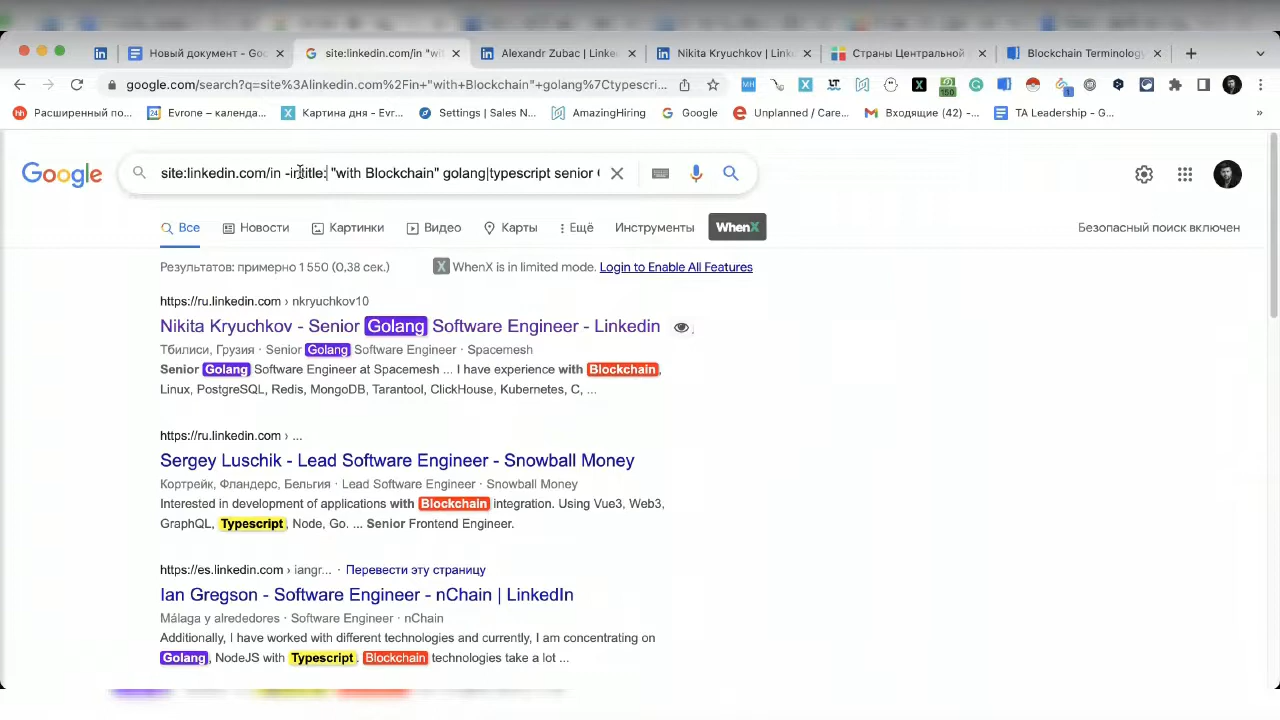 Новый документ - Goo
site:linkedin.com/in "wit
Alexandr Zubac | Linke
Nikita Kryuchkov | Linke
Страны Центральной
Blockchain Terminology
google.com/search?q=site%3Alinkedin.com%2Fin+"with+Blockchain"+golang%7Ctypescri...
150
1
Расширенный по...
24
Evrone – календа...
Картина дня - Evr...
Settings | Sales N...
AmazingHiring
Google
Unplanned / Care...
Входящие (42) -...
TA Leadership - G...
»
Google
site:linkedin.com/in -intitle: "with Blockchain" golang|typescript senior
Все
Новости
Картинки
Видео
Карты
Ещё
Инструменты
WhenX
Безопасный поиск включен
Результатов: примерно 1 550 (0,38 сек.)
WhenX is in limited mode. Login to Enable All Features
https://ru.linkedin.com › nkryuchkov10
Nikita Kryuchkov - Senior Golang Software Engineer - Linkedin
Тбилиси, Грузия · Senior Golang Software Engineer · Spacemesh
Senior Golang Software Engineer at Spacemesh ... I have experience with Blockchain,
Linux, PostgreSQL, Redis, MongoDB, Tarantool, ClickHouse, Kubernetes, C, ...
https://ru.linkedin.com › ...
Sergey Luschik - Lead Software Engineer - Snowball Money
Кортрейк, Фландерс, Бельгия · Lead Software Engineer · Snowball Money
Interested in development of applications with Blockchain integration. Using Vue3, Web3,
GraphQL, Typescript, Node, Go. ... Senior Frontend Engineer.
https://es.linkedin.com › iangr... · Перевести эту страницу
Ian Gregson - Software Engineer - nChain | LinkedIn
Málaga y alrededores · Software Engineer · nChain
Additionally, I have worked with different technologies and currently, I am concentrating on
Golang, NodeJS with Typescript. Blockchain technologies take a lot ...